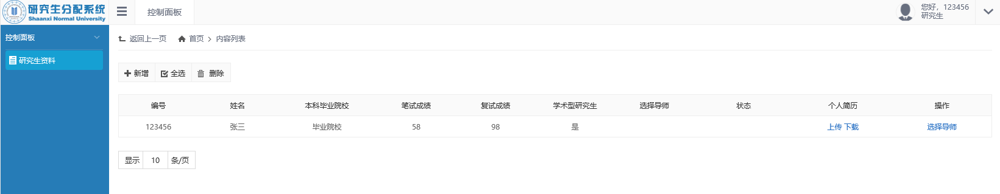 研究生分配系统
Shaanxi Normal University
控制面板
您好，123456
研究生
控制面板
研究生资料
返回上一页 首页 > 内容列表
新增 全选 删除
编号 姓名 本科毕业院校 笔试成绩 复试成绩 学术型研究生 选择导师 状态 个人简历 操作
123456 张三 毕业院校 58 98 是 上传 下载 选择导师
显示 10 条/页